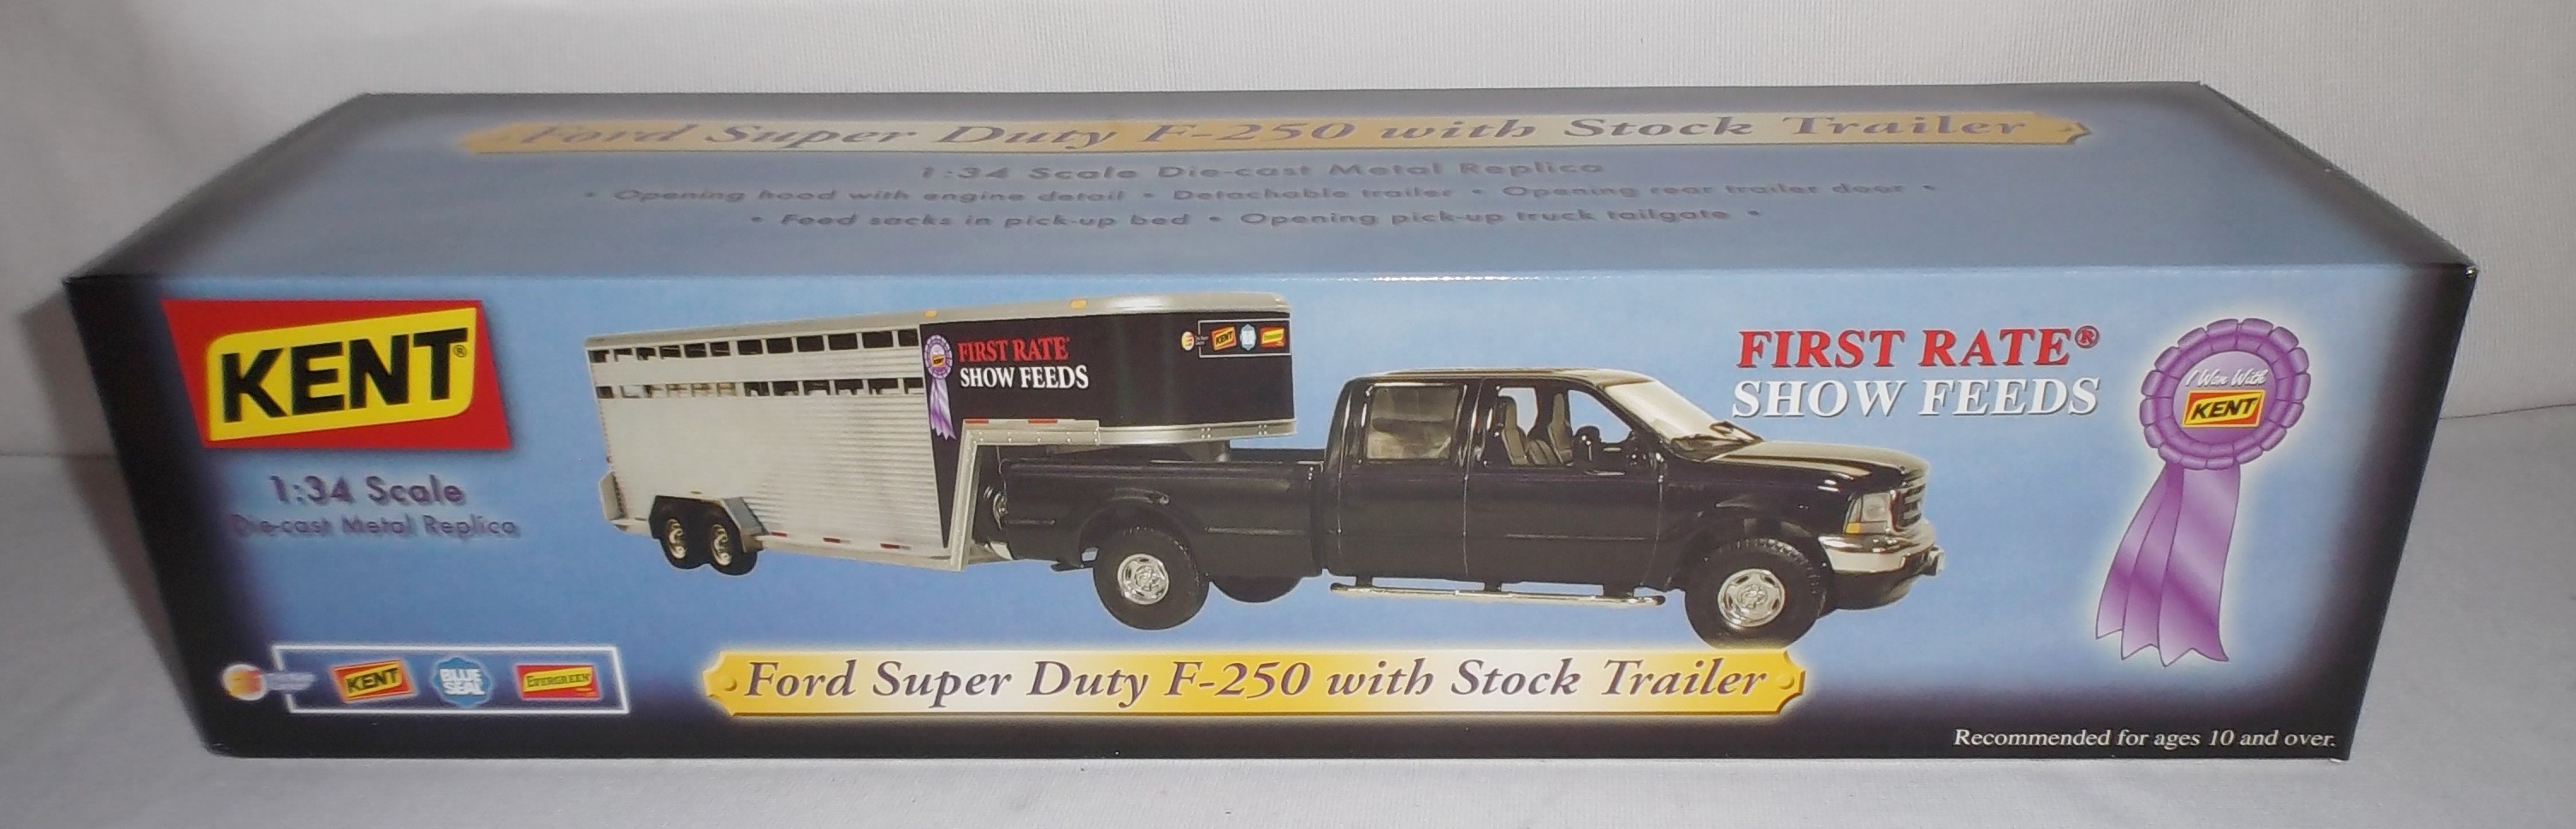 Ford Super Duty F-250 with Stock Trailer
1:34 Scale Die-cast Metal Replica
• Opening hood with engine detail • Detachable trailer • Opening rear trailer door •
• Feed sacks in pick-up bed • Opening pick-up truck tailgate •
KENT®
1:34 Scale
Die-cast Metal Replica
FIRST RATE
SHOW FEEDS
KENT
FIRST RATE®
SHOW FEEDS
I Won With
KENT
KENT
BLUE SEAL
EVERGREEN
Ford Super Duty F-250 with Stock Trailer
Recommended for ages 10 and over.